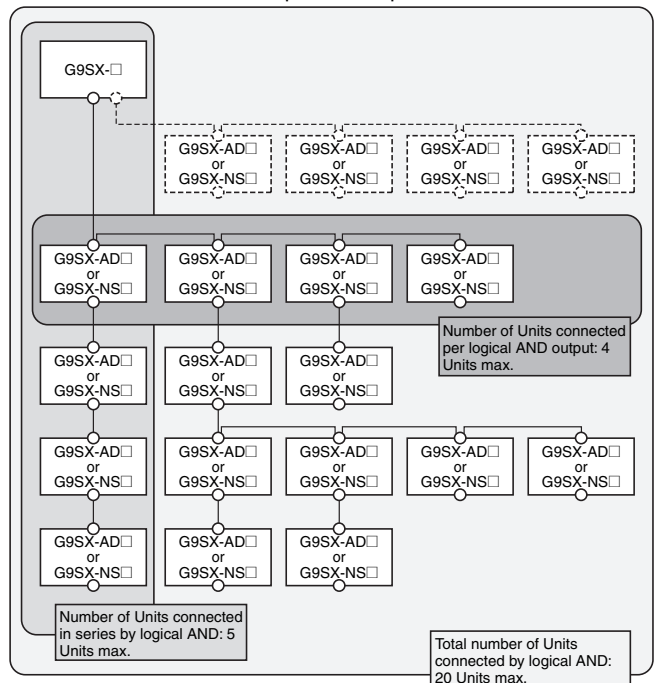 G9SX-□
G9SX-AD□ G9SX-AD□ G9SX-AD□ G9SX-AD□
or or or or
G9SX-NS□ G9SX-NS□ G9SX-NS□ G9SX-NS□
G9SX-AD□ G9SX-AD□ G9SX-AD□ G9SX-AD□
or or or or
G9SX-NS□ G9SX-NS□ G9SX-NS□ G9SX-NS□
Number of Units connected
per logical AND output: 4
Units max.
G9SX-AD□ G9SX-AD□ G9SX-AD□
or or or
G9SX-NS□ G9SX-NS□ G9SX-NS□
G9SX-AD□ G9SX-AD□ G9SX-AD□ G9SX-AD□ G9SX-AD□
or or or or or
G9SX-NS□ G9SX-NS□ G9SX-NS□ G9SX-NS□ G9SX-NS□
G9SX-AD□ G9SX-AD□ G9SX-AD□
or or or
G9SX-NS□ G9SX-NS□ G9SX-NS□
Number of Units connected
in series by logical AND: 5
Units max.
Total number of Units
connected by logical AND:
20 Units max.